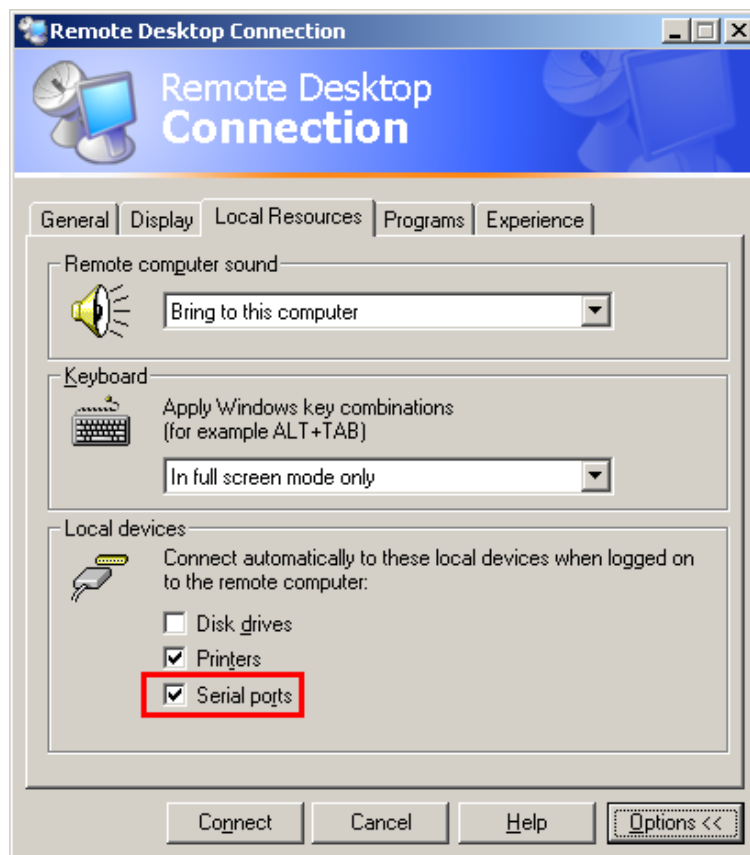 Remote Desktop Connection
Remote Desktop
Connection
General Display Local Resources Programs Experience
Remote computer sound
Bring to this computer
Keyboard
Apply Windows key combinations
(for example ALT+TAB)
In full screen mode only
Local devices
Connect automatically to these local devices when logged on
to the remote computer:
Disk drives
Printers
Serial ports
Connect Cancel Help Options <<